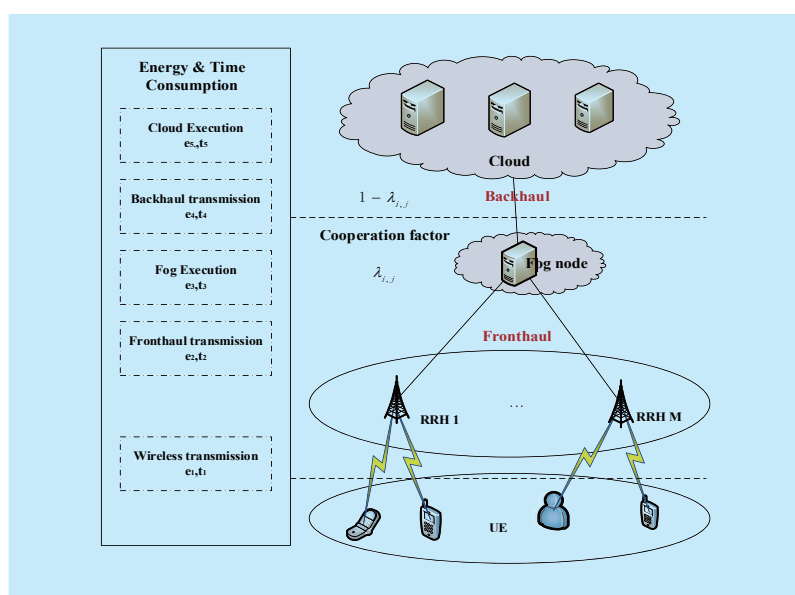 Energy & Time
Consumption
Cloud Execution
e5,,t5
Backhaul transmission
e4,t4
Fog Execution
e3,t3
Fronthaul transmission
e2,t2
Wireless transmission
e1,t1
Cloud
1 − λi,j
Backhaul
Cooperation factor
λi,j
Fog node
Fronthaul
RRH 1
...
RRH M
UE